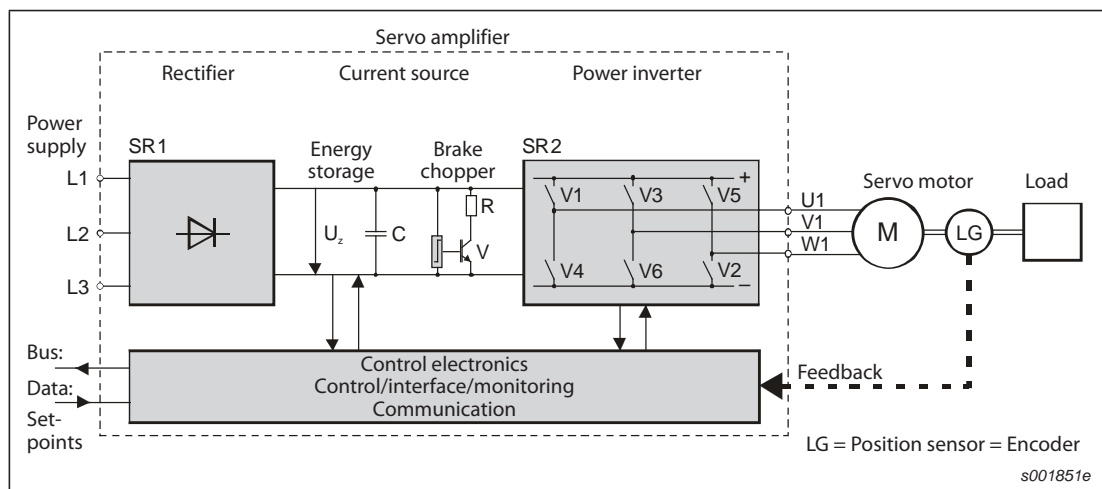 Servo amplifier
Rectifier
Current source
Power inverter
Power
supply
SR1
Energy
storage
Brake
chopper
SR2
Servo motor
Load
L1
L2
L3
U_z
C
R
V
+
V1
V3
V5
V4
V6
V2
–
U1
V1
W1
M
LG
Bus:
Data:
Set-
points
Control electronics
Control/interface/monitoring
Communication
Feedback
LG = Position sensor = Encoder
s001851e